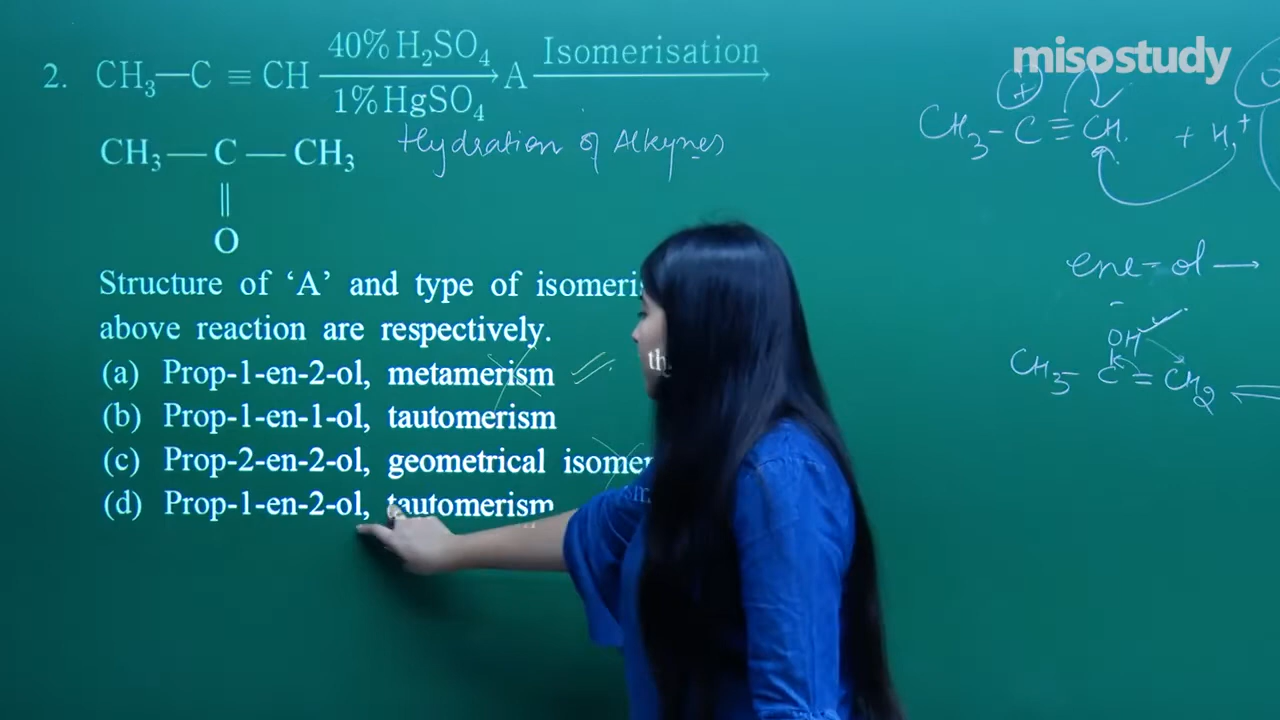 misostudy
2. CH₃—C ≡ CH 40% H₂SO₄ 1% HgSO₄ A Isomerisation
CH₃ — C — CH₃
||
O
Hydration of Alkynes
Structure of ‘A’ and type of
above reaction are respectively.
(a) Prop-1-en-2-ol, metamerism
(b) Prop-1-en-1-ol, tautomerism
(c) Prop-2-en-2-ol, geometrical
(d) Prop-1-en-2-ol, tautomerism
+
CH₃ - C ≡ CH + H⁺
ene-ol →
OH
CH₃ - C = CH₂